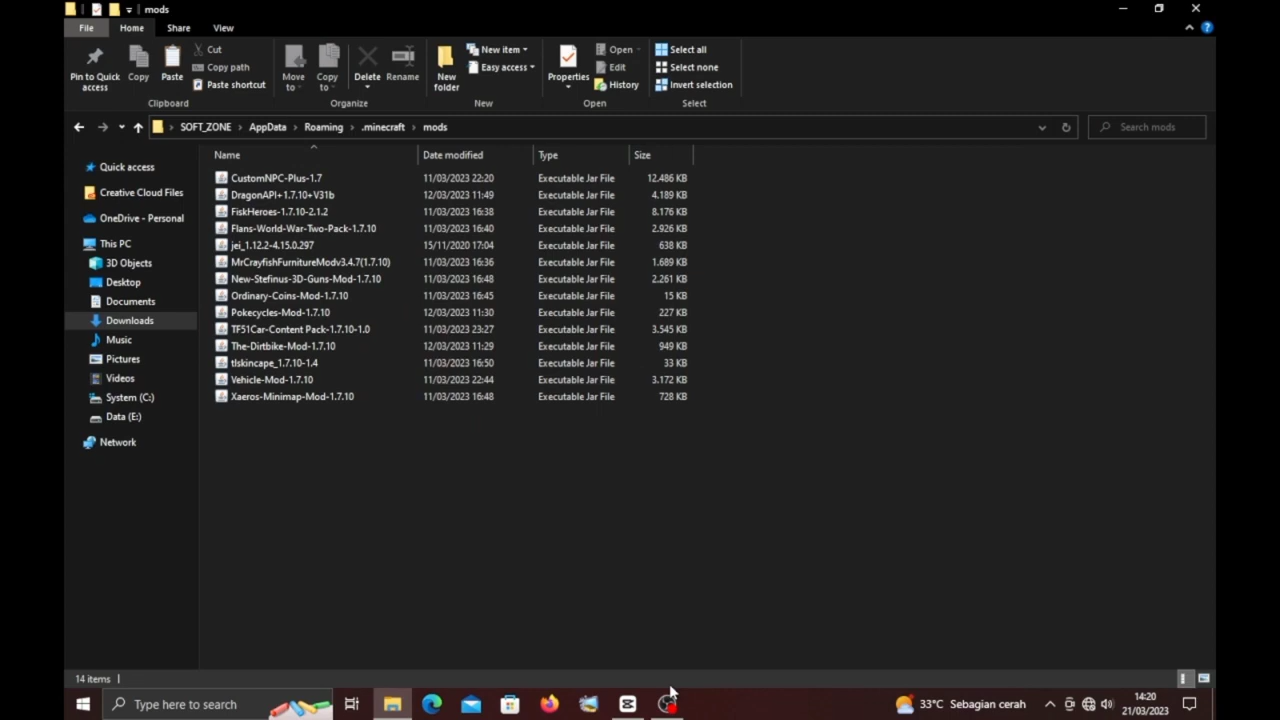 mods
File Home Share View
Pin to Quick access
Copy
Paste
Cut
Copy path
Paste shortcut
Clipboard
Move to
Copy to
Delete
Rename
Organize
New folder
New item
Easy access
New
Properties
Open
Edit
History
Open
Select all
Select none
Invert selection
Select
SOFT_ZONE › AppData › Roaming › .minecraft › mods
Search mods
Quick access
Creative Cloud Files
OneDrive - Personal
This PC
3D Objects
Desktop
Documents
Downloads
Music
Pictures
Videos
System (C:)
Data (E:)
Network
Name Date modified Type Size
CustomNPC-Plus-1.7 11/03/2023 22:20 Executable Jar File 12.486 KB
DragonAPI+1.7.10+V31b 12/03/2023 11:49 Executable Jar File 4.189 KB
FiskHeroes-1.7.10-2.1.2 11/03/2023 16:38 Executable Jar File 8.176 KB
Flans-World-War-Two-Pack-1.7.10 11/03/2023 16:40 Executable Jar File 2.926 KB
jei_1.12.2-4.15.0.297 15/11/2020 17:04 Executable Jar File 638 KB
MrCrayfishFurnitureModv3.4.7(1.7.10) 11/03/2023 16:36 Executable Jar File 1.689 KB
New-Stefinus-3D-Guns-Mod-1.7.10 11/03/2023 16:48 Executable Jar File 2.261 KB
Ordinary-Coins-Mod-1.7.10 11/03/2023 16:45 Executable Jar File 15 KB
Pokecycles-Mod-1.7.10 12/03/2023 11:30 Executable Jar File 227 KB
TF51Car-Content Pack-1.7.10-1.0 11/03/2023 23:27 Executable Jar File 3.545 KB
The-Dirtbike-Mod-1.7.10 12/03/2023 11:29 Executable Jar File 949 KB
tlskincape_1.7.10-1.4 11/03/2023 16:50 Executable Jar File 33 KB
Vehicle-Mod-1.7.10 11/03/2023 22:44 Executable Jar File 3.172 KB
Xaeros-Minimap-Mod-1.7.10 11/03/2023 16:48 Executable Jar File 728 KB
14 items
Type here to search
33°C Sebagian cerah
14:20
21/03/2023